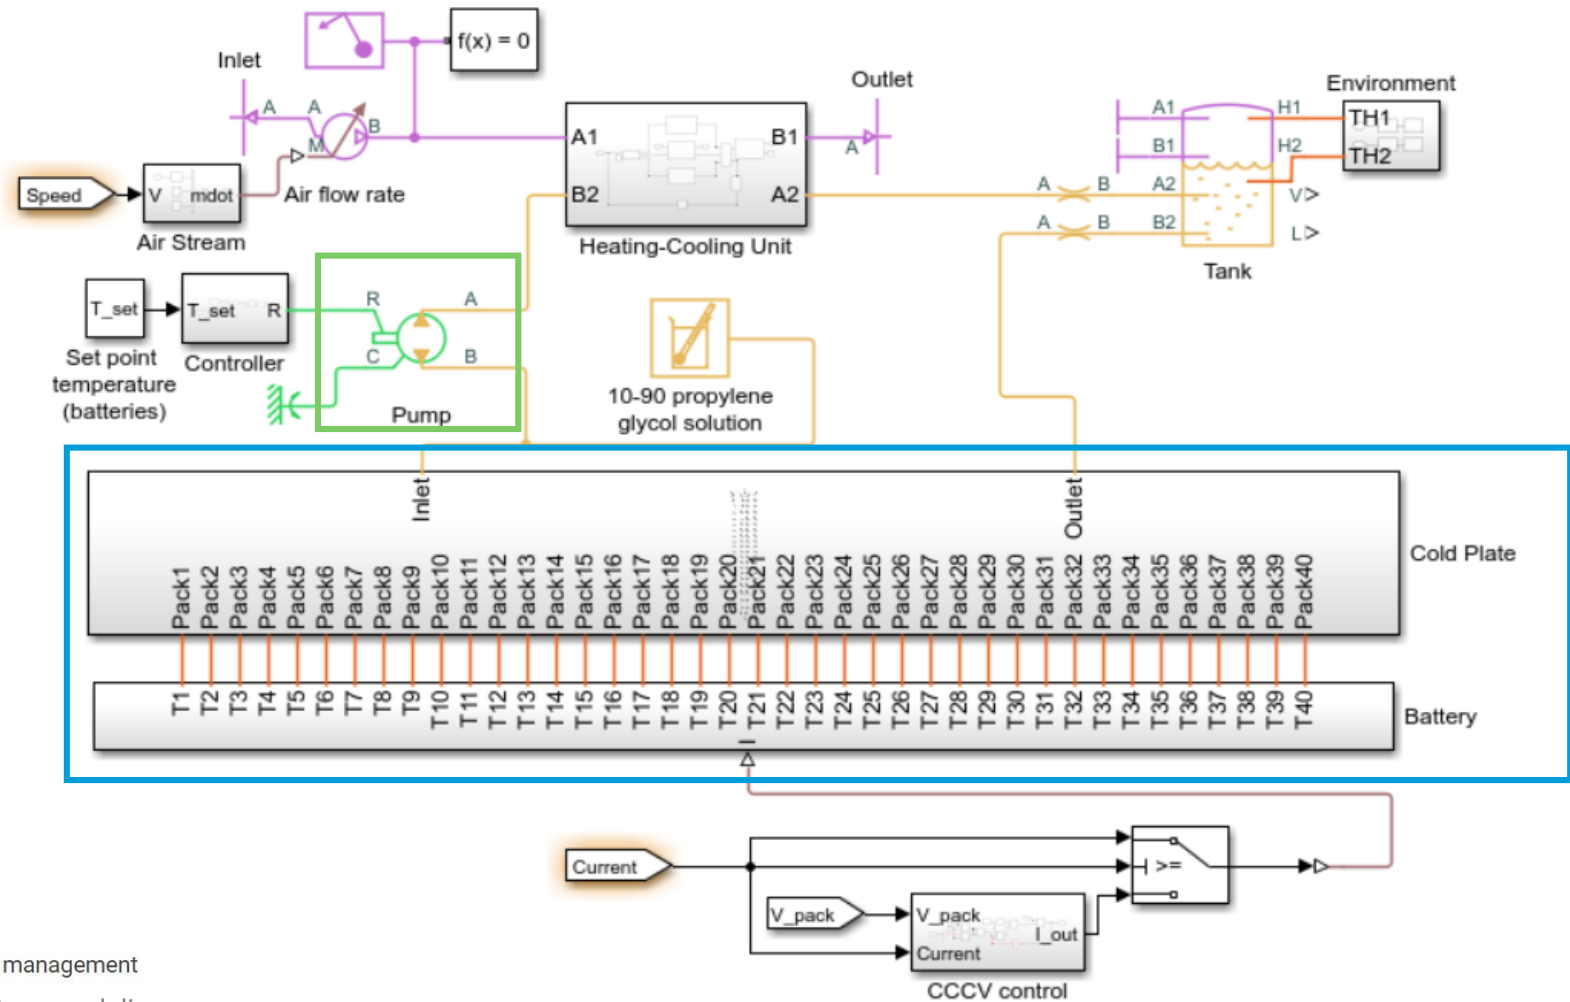 Inlet
f(x) = 0
Outlet
Environment
A
A
B
M
A1
B1
A
B2
A2
A
B
A
B
A1
B1
A2
B2
H1
H2
V
L
TH1
TH2
Speed
V
mdot
Air flow rate
Air Stream
Heating-Cooling Unit
Tank
T_set
T_set
R
Set point
temperature
(batteries)
Controller
R
A
C
B
Pump
10-90 propylene
glycol solution
Inlet
Outlet
Pack1
Pack2
Pack3
Pack4
Pack5
Pack6
Pack7
Pack8
Pack9
Pack10
Pack11
Pack12
Pack13
Pack14
Pack15
Pack16
Pack17
Pack18
Pack19
Pack20
Pack21
Pack22
Pack23
Pack24
Pack25
Pack26
Pack27
Pack28
Pack29
Pack30
Pack31
Pack32
Pack33
Pack34
Pack35
Pack36
Pack37
Pack38
Pack39
Pack40
Cold Plate
T1
T2
T3
T4
T5
T6
T7
T8
T9
T10
T11
T12
T13
T14
T15
T16
T17
T18
T19
T20
T21
T22
T23
T24
T25
T26
T27
T28
T29
T30
T31
T32
T33
T34
T35
T36
T37
T38
T39
T40
I
Battery
Current
>=
V_pack
V_pack
I_out
Current
CCCV control
management